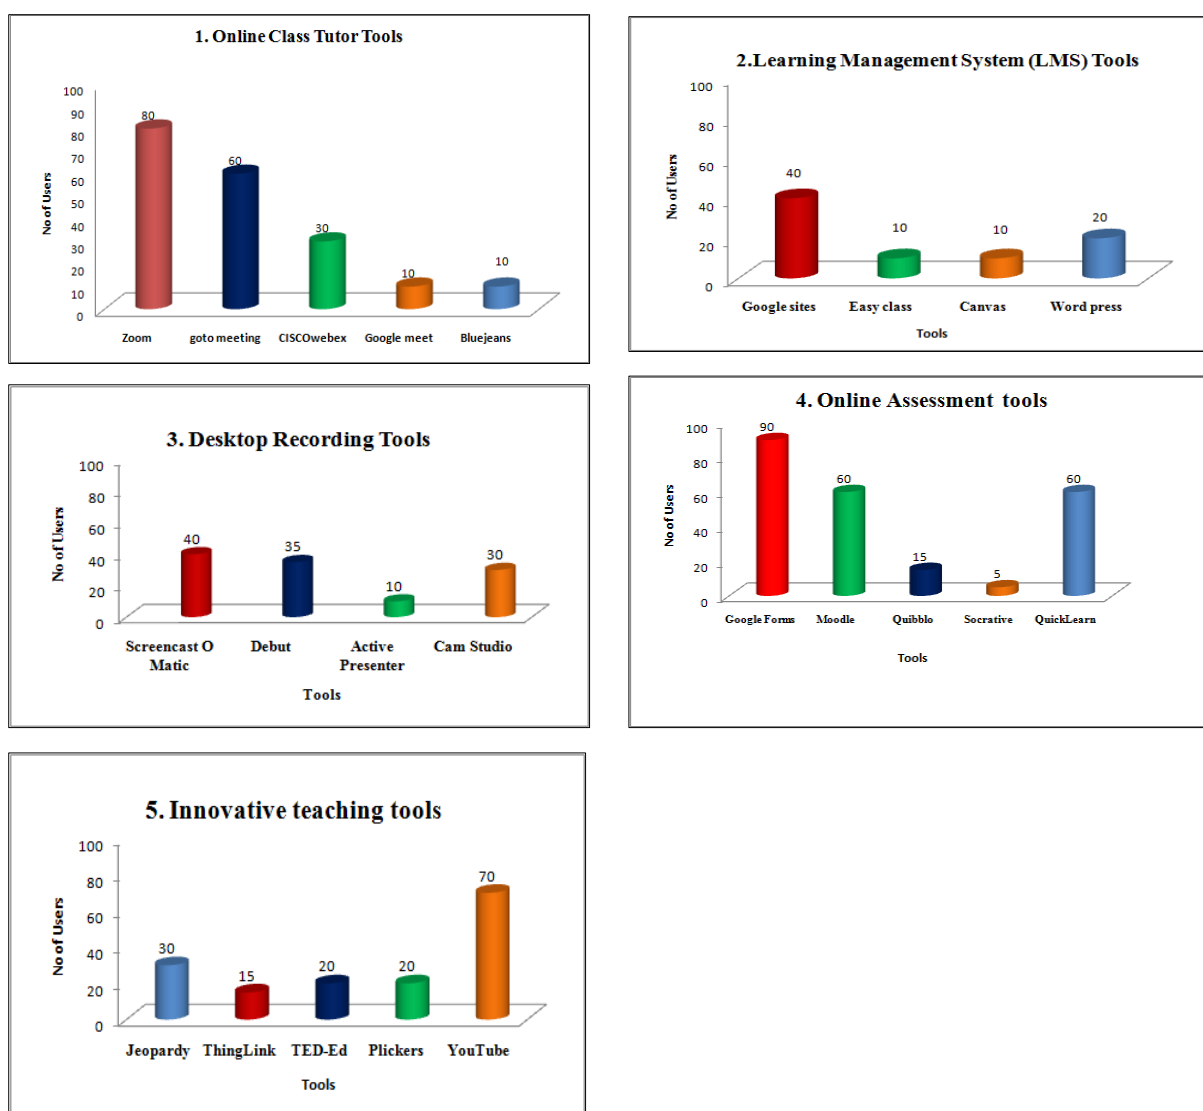 1. Online Class Tutor Tools
No of Users
100
90
80
70
60
50
40
30
20
10
0
80
60
30
10
10
Zoom goto meeting CISCOwebex Google meet Bluejeans
2.Learning Management System (LMS) Tools
No of Users
100
80
60
40
20
0
40
10
10
20
Google sites Easy class Canvas Word press
Tools
3. Desktop Recording Tools
No of Users
100
80
60
40
20
0
40
35
10
30
Screencast O Debut Active Cam Studio
Matic Presenter
Tools
4. Online Assessment tools
No of Users
100
80
60
40
20
0
90
60
15
5
60
Google Forms Moodle Quibblo Socrative QuickLearn
Tools
5. Innovative teaching tools
No of Users
100
80
60
40
20
0
30
15
20
20
70
Jeopardy ThingLink TED-Ed Plickers YouTube
Tools